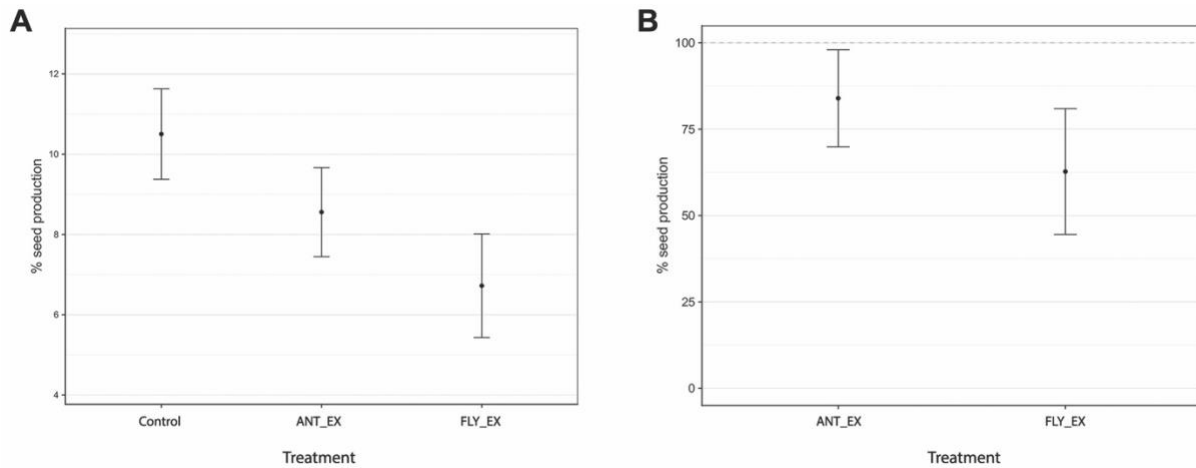 A
% seed production
12
10
8
6
4
Control ANT_EX FLY_EX
Treatment
B
% seed production
100
75
50
25
0
ANT_EX FLY_EX
Treatment